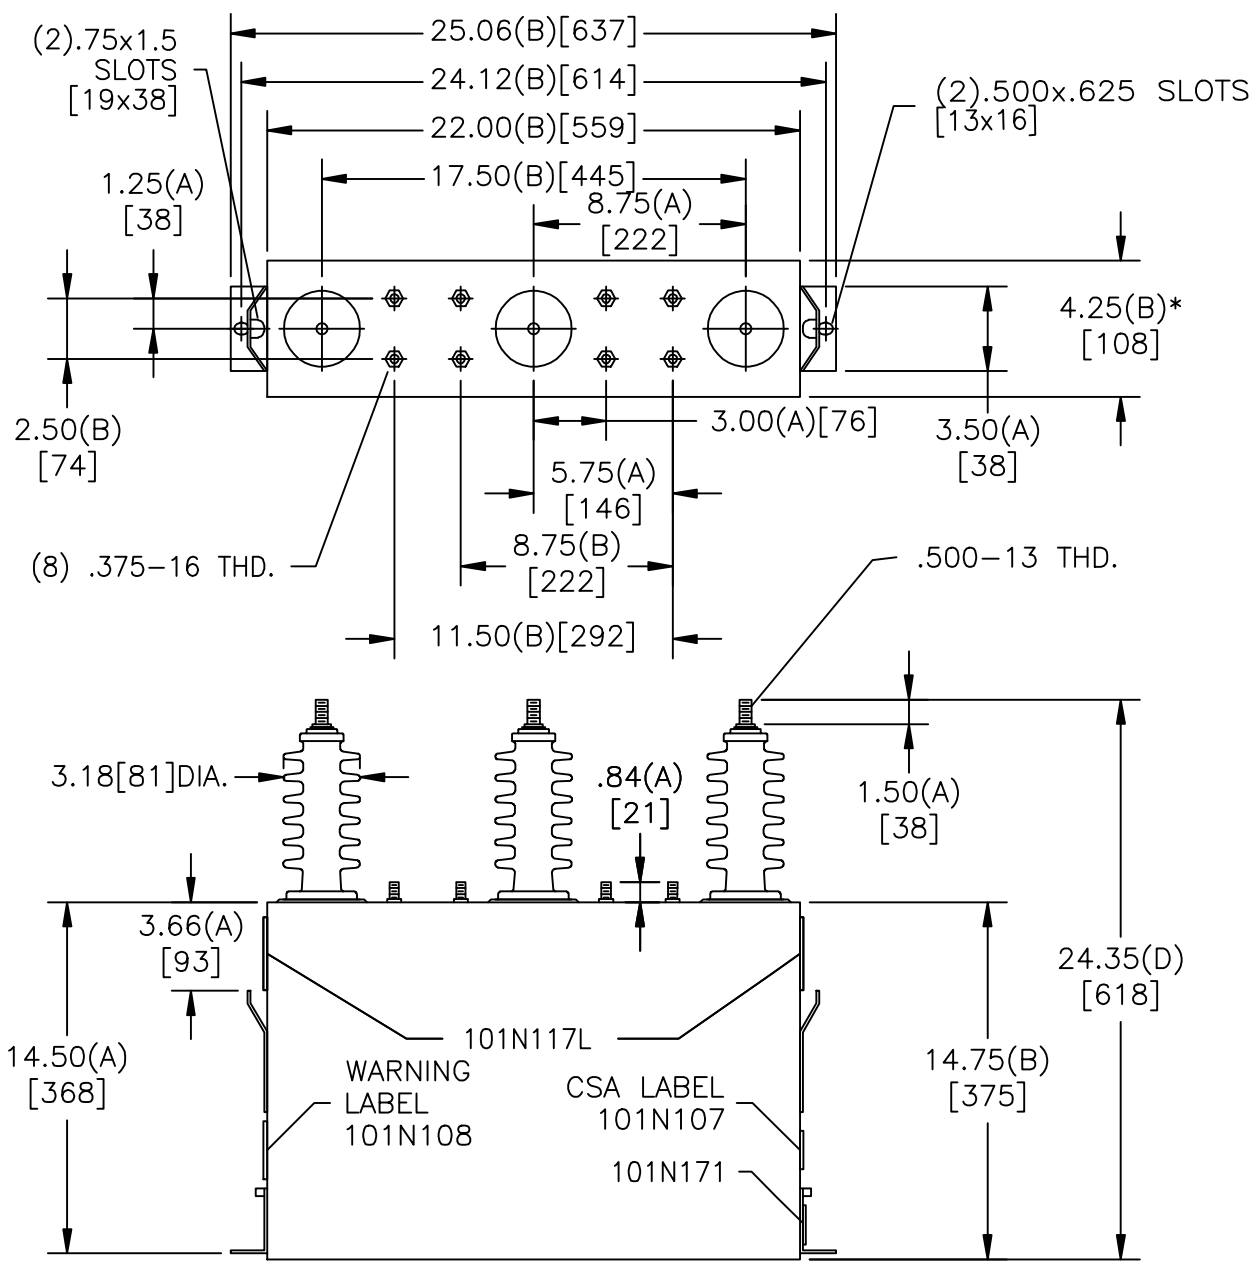 25.06(B)[637]
(2).75x1.5
SLOTS
[19x38]
24.12(B)[614]
(2).500x.625 SLOTS
[13x16]
22.00(B)[559]
17.50(B)[445]
1.25(A)
[38]
8.75(A)
[222]
4.25(B)*
[108]
2.50(B)
[74]
3.00(A)[76]
3.50(A)
[38]
5.75(A)
[146]
8.75(B)
[222]
(8) .375-16 THD.
.500-13 THD.
11.50(B)[292]
3.18[81]DIA.
.84(A)
[21]
1.50(A)
[38]
3.66(A)
[93]
24.35(D)
[618]
101N117L
14.50(A)
[368]
WARNING
LABEL
101N108
CSA LABEL
101N107
14.75(B)
[375]
101N171